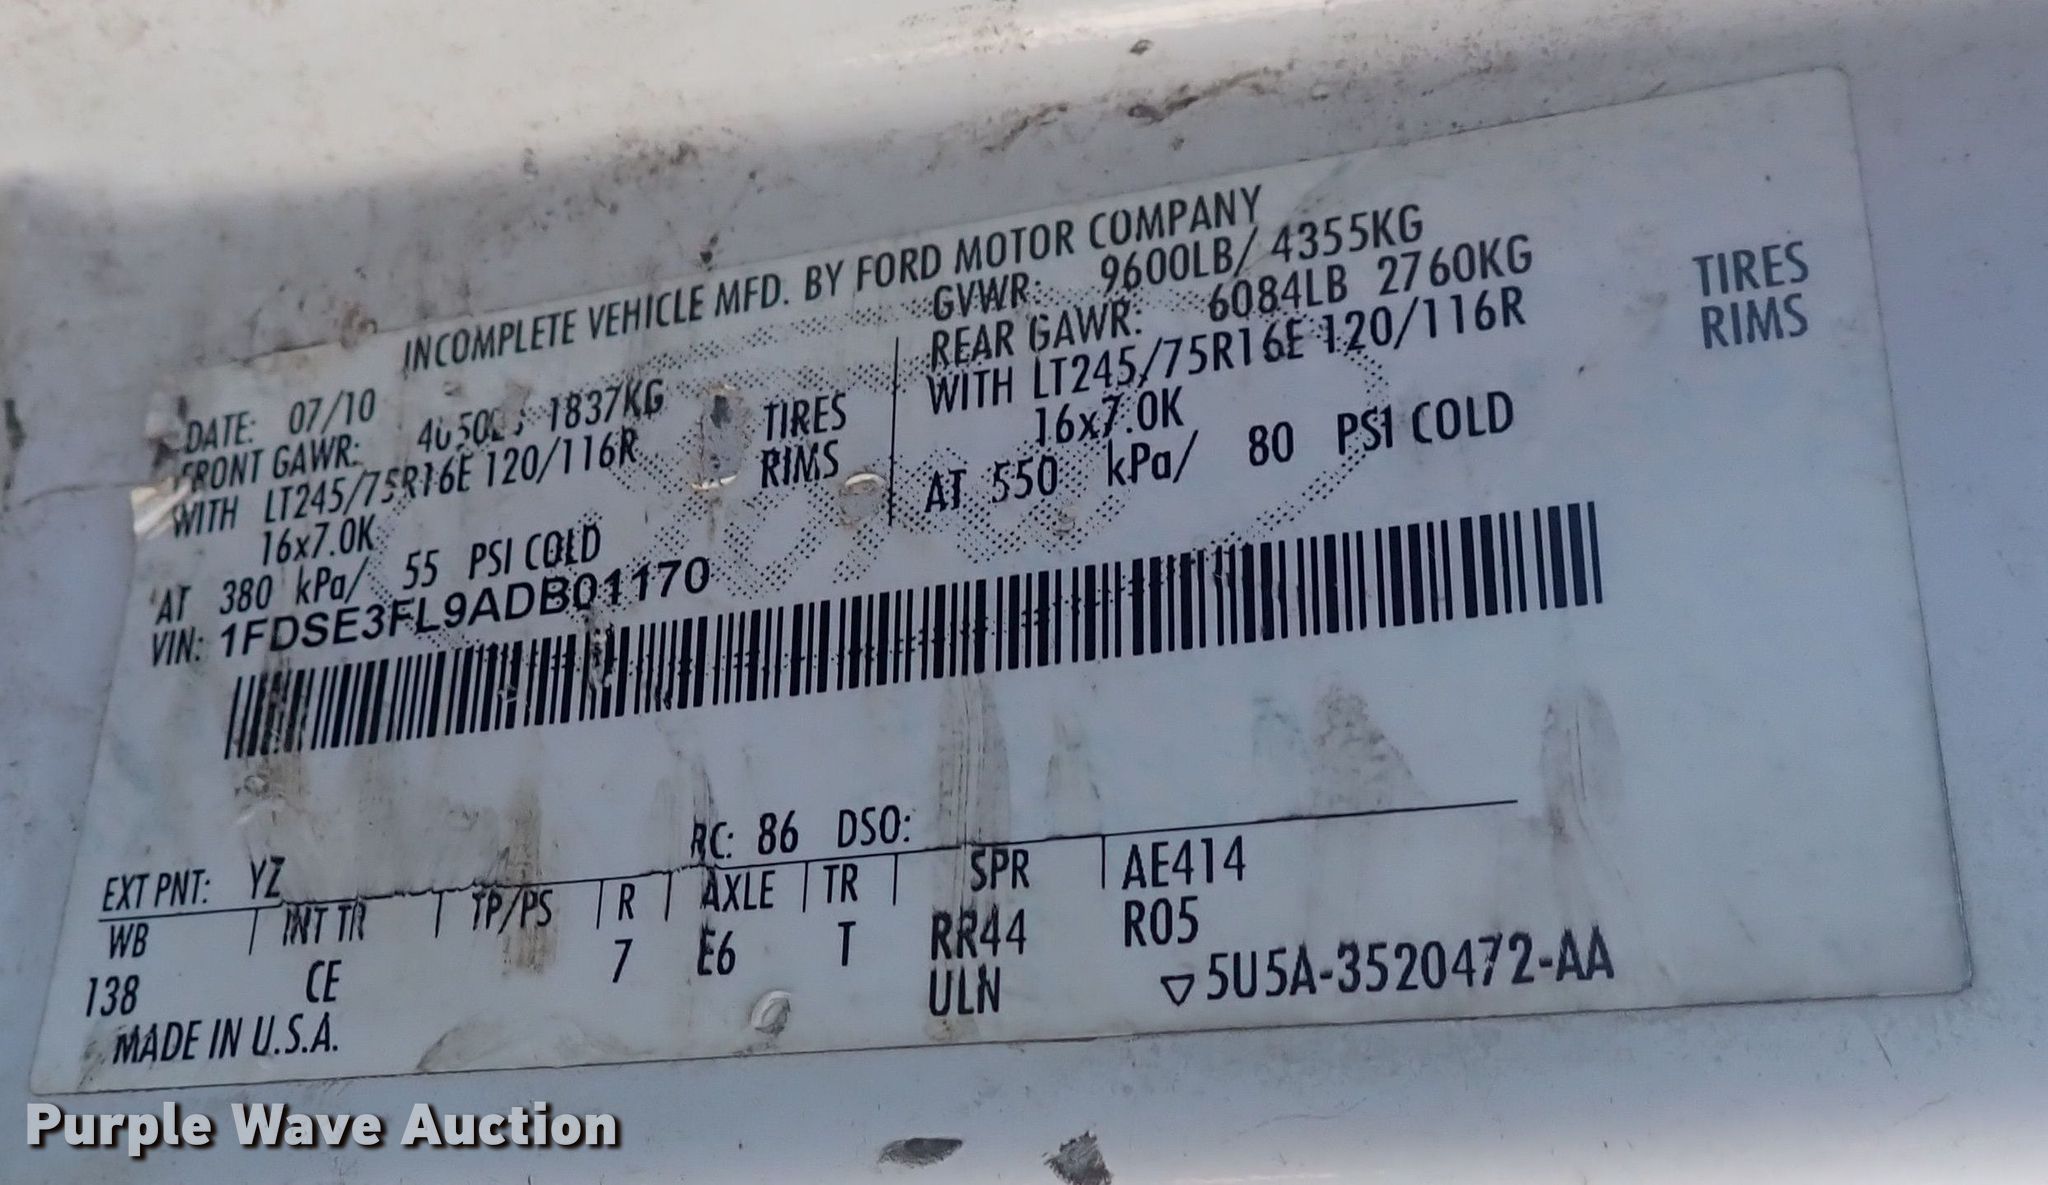 INCOMPLETE VEHICLE MFD. BY FORD MOTOR COMPANY
DATE: 07/10
GVWR: 9600LB/ 4355KG
FRONT GAWR: 1837KG
REAR GAWR: 6084LB 2760KG
WITH LT245/75R16E 120/116R TIRES
WITH LT245/75R16E 120/116R TIRES
16x7.0K RIMS
16x7.0K RIMS
AT 380 kPa/ 55 PSI COLD
AT 550 kPa/ 80 PSI COLD
VIN: 1FDSE3FL9ADB01170
EXT PNT: YZ RC: 86 DSO:
WB INT TR TP/PS R AXLE TR SPR AE414
138 CE 7 E6 T RR44 R05
ULN 5U5A-3520472-AA
MADE IN U.S.A.
Purple Wave Auction